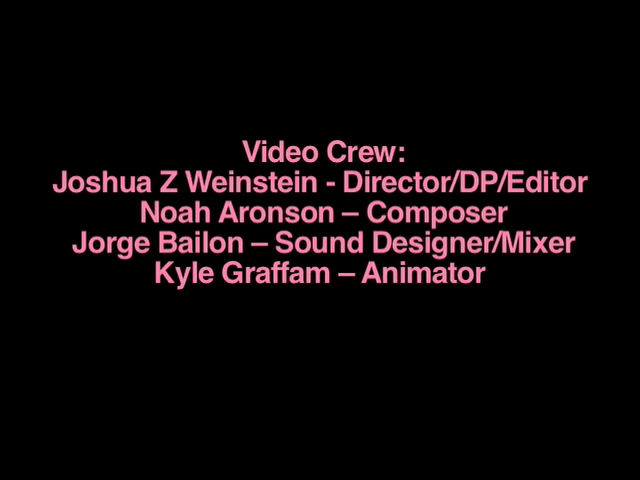 Video Crew:
Joshua Z Weinstein - Director/DP/Editor
Noah Aronson – Composer
Jorge Bailon – Sound Designer/Mixer
Kyle Graffam – Animator